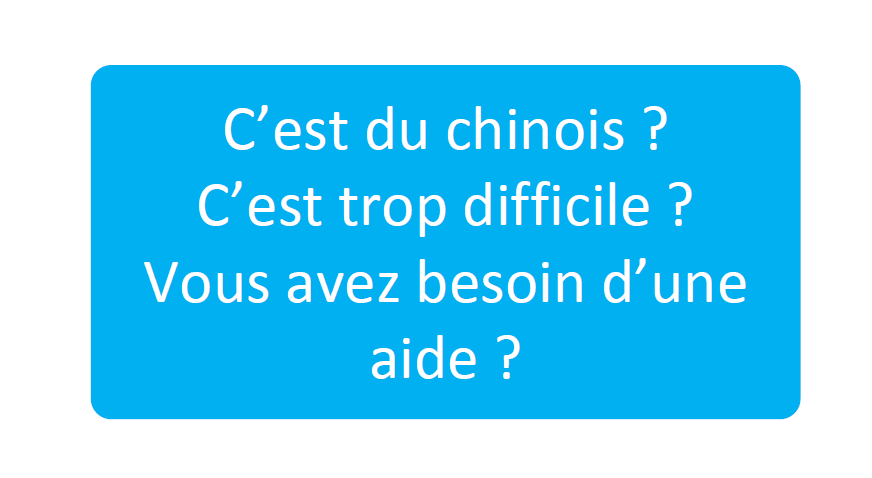 C’est du chinois ?
C’est trop difficile ?
Vous avez besoin d’une
aide ?